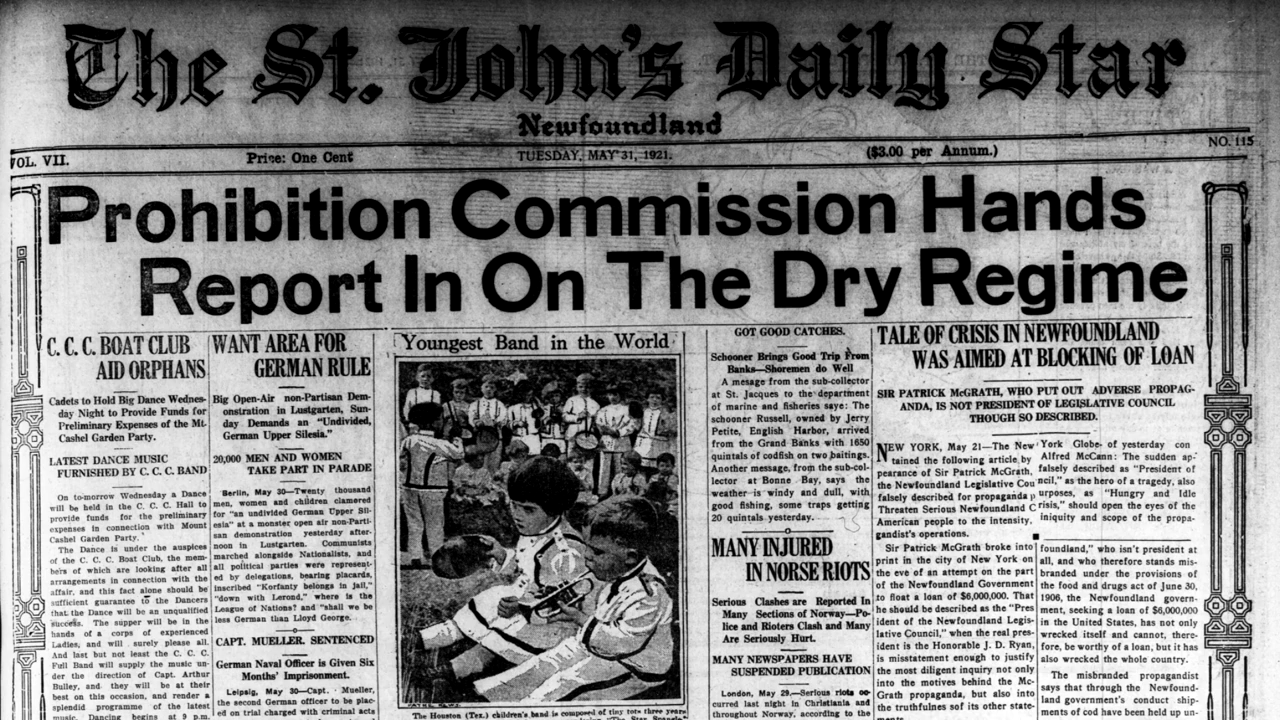 The St. John's Daily Star
Newfoundland
VOL. VII.
Price: One Cent
TUESDAY, MAY 31, 1921.
($3.00 per Annum.)
NO. 115
Prohibition Commission Hands
Report In On The Dry Regime
C. C. C. BOAT CLUB
AID ORPHANS
Cadets to Hold Big Dance Wednes-
day Night to Provide Funds for
Preliminary Expenses of the Mt.
Cashel Garden Party.
LATEST DANCE MUSIC
FURNISHED BY C. C. C. BAND
On to-morrow Wednesday a Dance
will be held in the C. C. C. Hall to
provide funds for the preliminary
expenses in connection with Mount
Cashel Garden Party.
The Dance is under the auspices
of the C. C. C. Boat Club, the mem-
bers of which are looking after all
arrangements in connection with the
affair, and this fact alone should be
sufficient guarantee to the Dancers
that the Dance will be an unqualified
success. The supper will be in the
hands of a corps of experienced
Ladies, and will surely please all.
And last but not least the C. C. C.
Full Band will supply the music un-
der the direction of Capt. Arthur
Bulley, and they will be at their
best on this occasion, and render a
splendid programme of the latest
music. Dancing begins at 9 p.m.
WANT AREA FOR
GERMAN RULE
Big Open-Air non-Partisan Dem-
onstration in Lustgarten, Sun-
day Demands an "Undivided,
German Upper Silesia."
20,000 MEN AND WOMEN
TAKE PART IN PARADE
Berlin, May 30—Twenty thousand
men, women and children clamored
for "an undivided German Upper Sil-
esia" at a monster open air non-Parti-
san demonstration yesterday after-
noon in Lustgarten. Communists
marched alongside Nationalists, and
all political parties were represent-
ed by delegations, bearing placards,
inscribed "Korfanty belongs in jail,"
"down with Lerond," where is the
League of Nations? and "shall we be
less German than Lloyd George.
CAPT. MUELLER. SENTENCED
German Naval Officer is Given Six
Months' Imprisonment.
Leipsig, May 30—Capt. Mueller,
the second German officer to be plac-
ed on trial charged with criminal acts
Youngest Band in the World
The Houston (Tex.) children's band is composed of tiny tots three years
GOT GOOD CATCHES.
Schooner Brings Good Trip From
Banks—Shoremen do Well
A mesage from the sub-collector
at St. Jacques to the department
of marine and fisheries saye: The
schooner Russell, owned by Jerry
Petite, English Harbor, arrived
from the Grand Banks with 1650
quintals of codfish on two baitings.
Another message, from the sub-col-
lector at Bonne Bay, says the
weather is windy and dull, with
good fishing, some traps getting
20 quintals yesterday.
MANY INJURED
IN NORSE RIOTS
Serious Clashes are Reported In
Many Sections of Norway—Po-
lice and Rioters Clash and Many
Are Seriously Hurt.
MANY NEWSPAPERS HAVE
SUSPENDED PUBLICATION
London, May 29.—Serious riots oc-
curred last night in Christiania and
throughout Norway, according to the
TALE OF CRISIS IN NEWFOUNDLAND
WAS AIMED AT BLOCKING OF LOAN
SIR PATRICK McGRATH, WHO PUT OUT ADVERSE PROPAG-
ANDA, IS NOT PRESIDENT OF LEGISLATIVE COUNCIL
THOUGH SO DESCRIBED.
NEW YORK, May 21—The New York Globe of yesterday con
tained the following article by Alfred McCann: The sudden ap-
pearance of Sir Patrick McGrath, falsely described as "President of
the Newfoundland Legislative Council," as the hero of a tragedy, also
falsely described for propaganda purposes, as "Hungry and Idle
Threaten Serious Newfoundland Crisis," should open the eyes of the
American people to the intensity, iniquity and scope of the propa-
gandist's operations.
Sir Patrick McGrath broke into
print in the city of New York on
the eve of an attempt on the part
of the Newfoundland Government
to float a loan of $6,000,000. That
he should be described as the "Pres
ident of the Newfoundland Legis-
lative Council," when the real pres-
ident is the Honorable J. D. Ryan,
is misstatement enough to justify
the most diligent inquiry not only
into the motives behind the Mc-
Grath propaganda, but also into
the truthfulness sof its other state-
ments.
foundland," who isn't president at
all, and who therefore stands mis-
branded under the provisions of
the food and drugs act of June 30,
1906, the Newfoundland govern-
ment, seeking a loan of $6,000,000
in the United States, has not only
wrecked itself and cannot, there-
fore, be worthy of a loan, but it has
also wrecked the whole country.
The misbranded propagandist
says that through the Newfound-
land government's conduct ship-
ments of cod have been held up un-